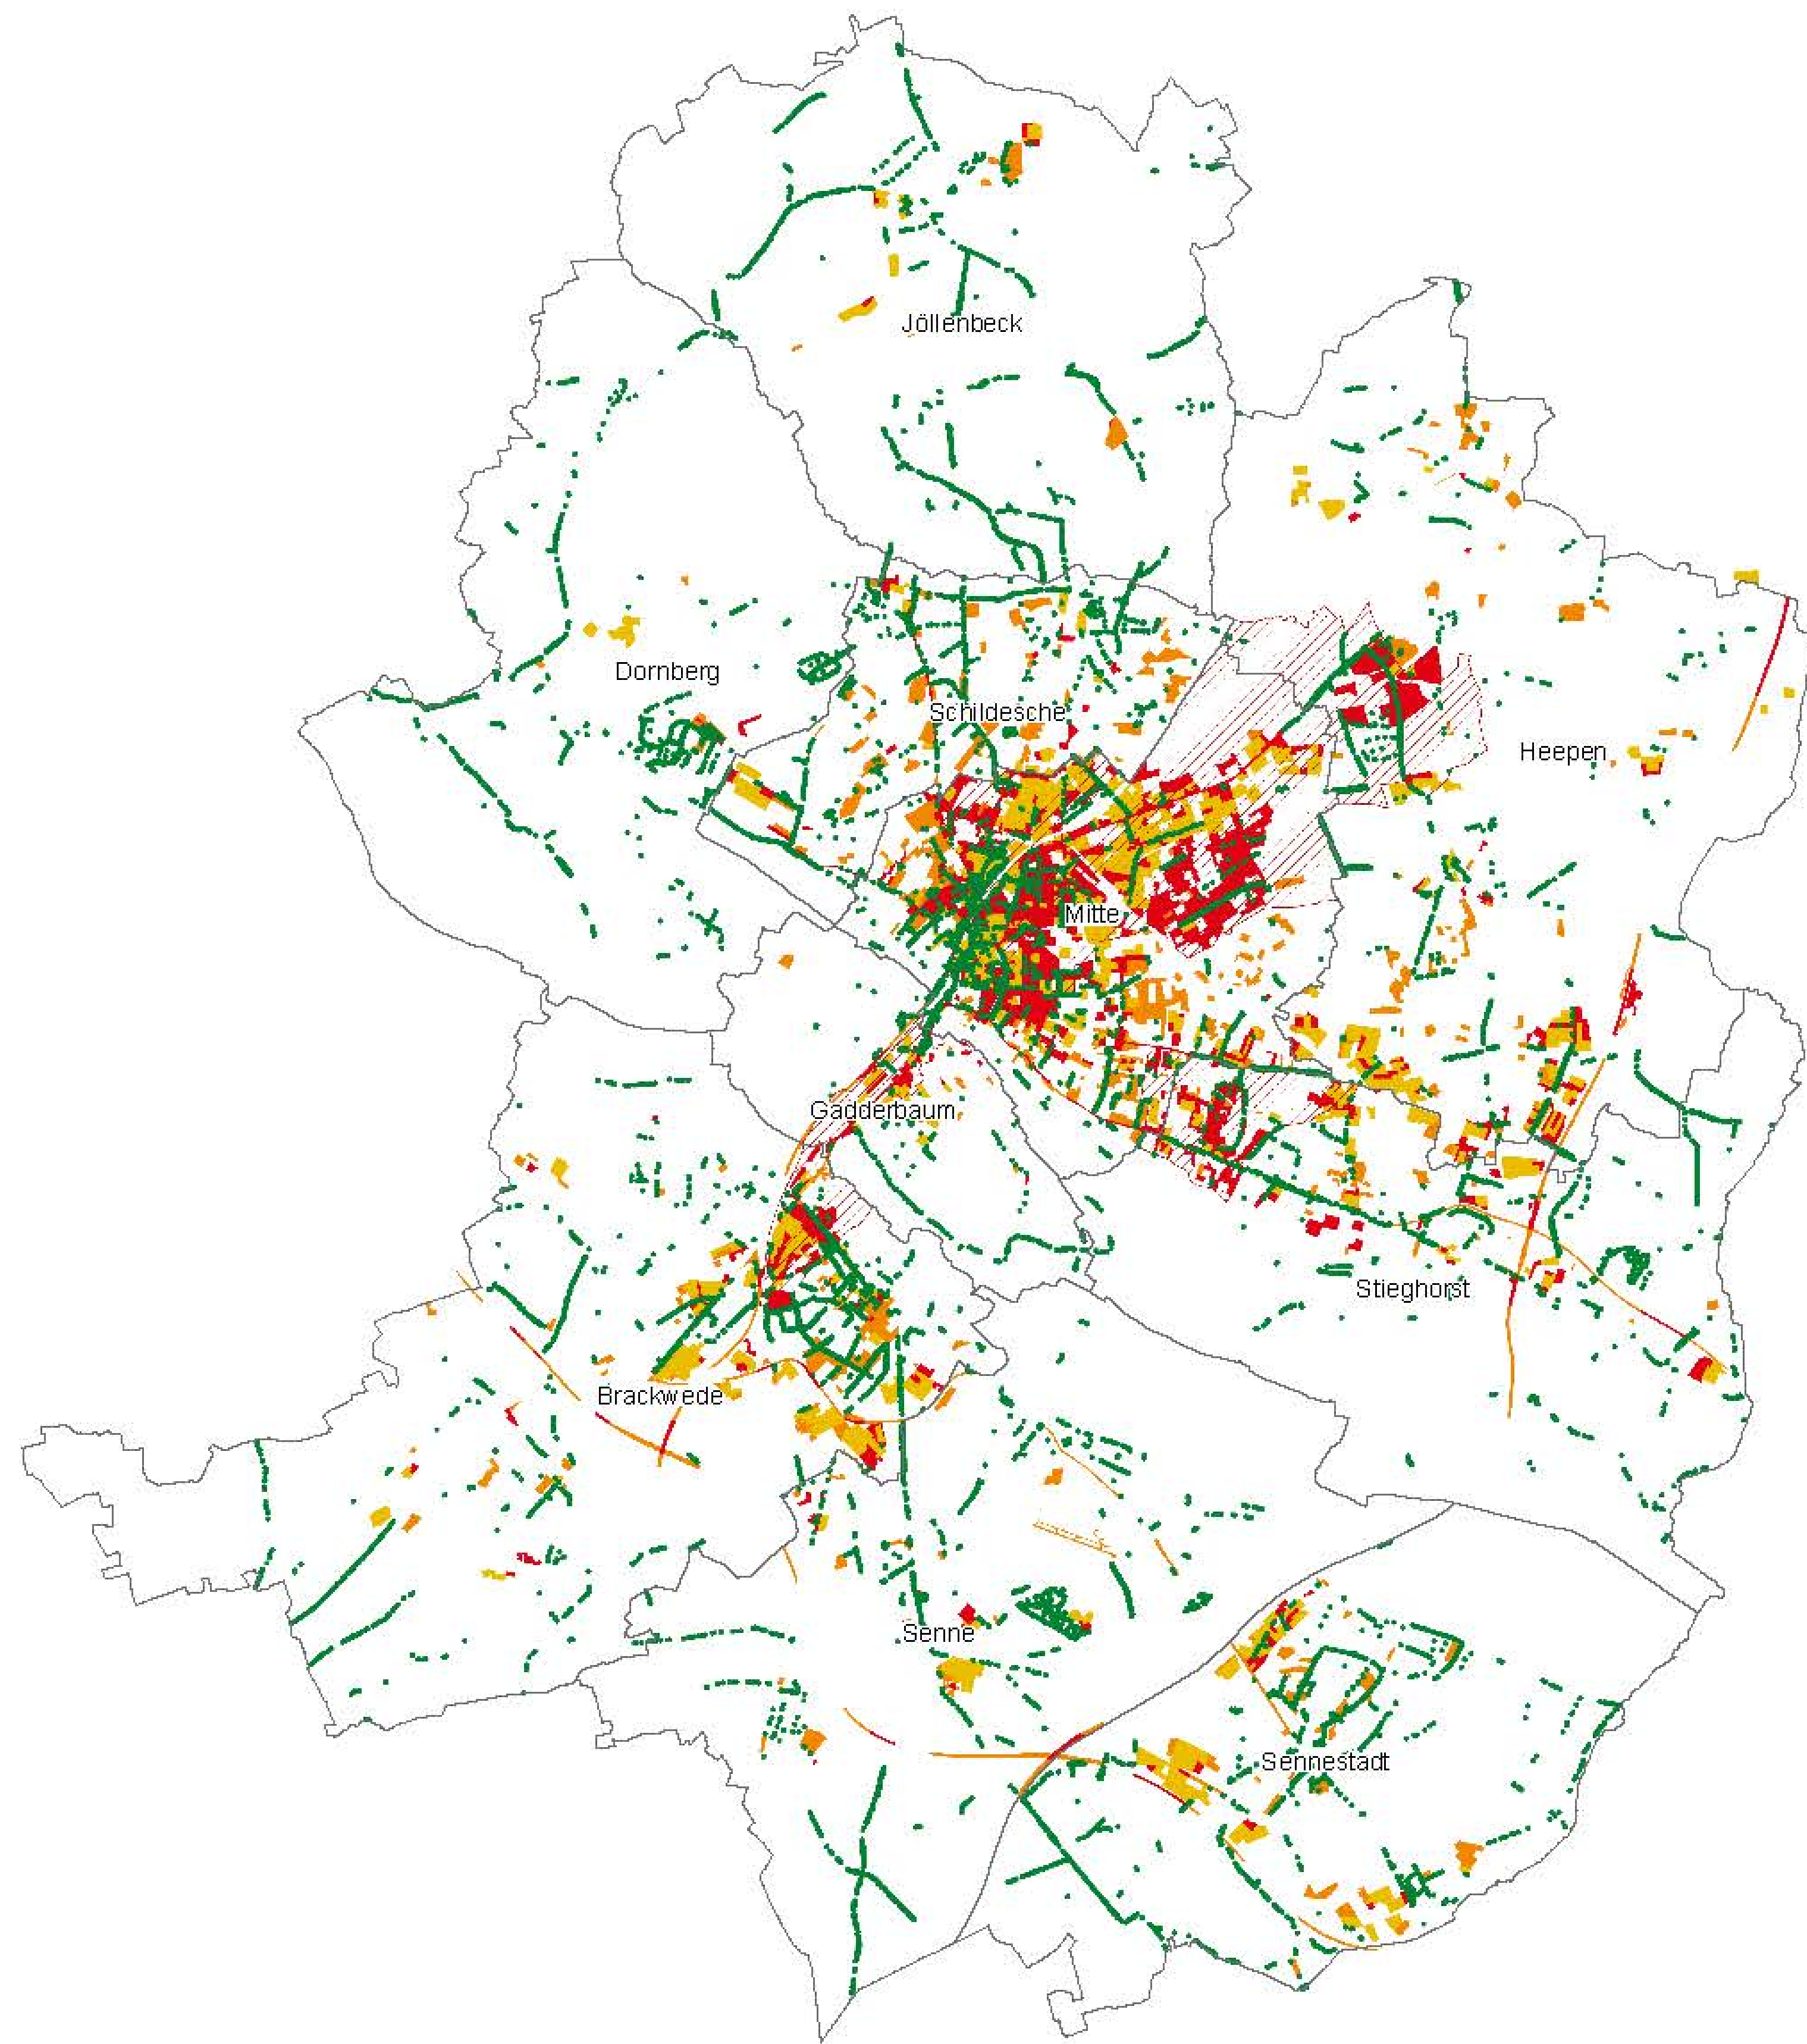 Jöllenbeck
Dornberg
Schildesche
Heepen
Mitte
Gadderbaum
Stieghorst
Brackwede
Senne
Sennestadt